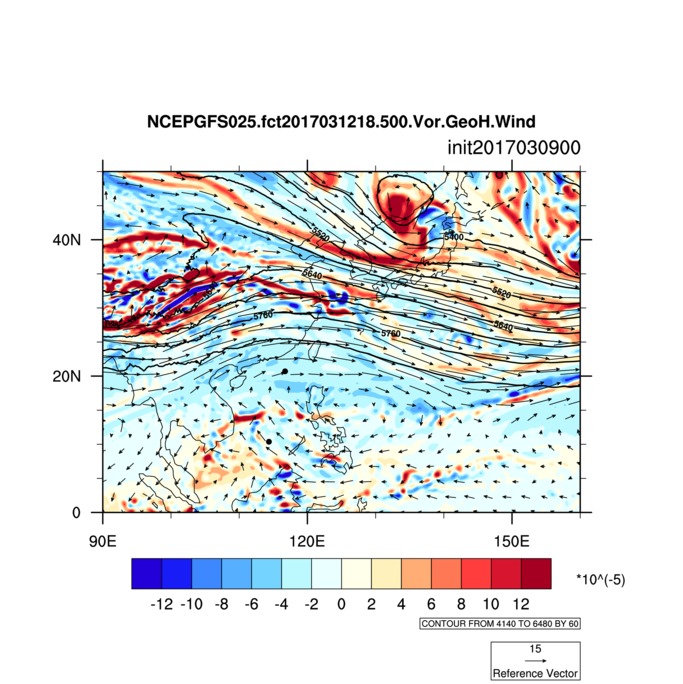 NCEPGFS025.fct2017031218.500.Vor.GeoH.Wind
init2017030900
5520
5400
40N
5640
5520
5760
5640
5760
20N
0
90E 120E 150E
-12 -10 -8 -6 -4 -2 0 2 4 6 8 10 12
*10^(-5)
CONTOUR FROM 4140 TO 6480 BY 60
15
Reference Vector